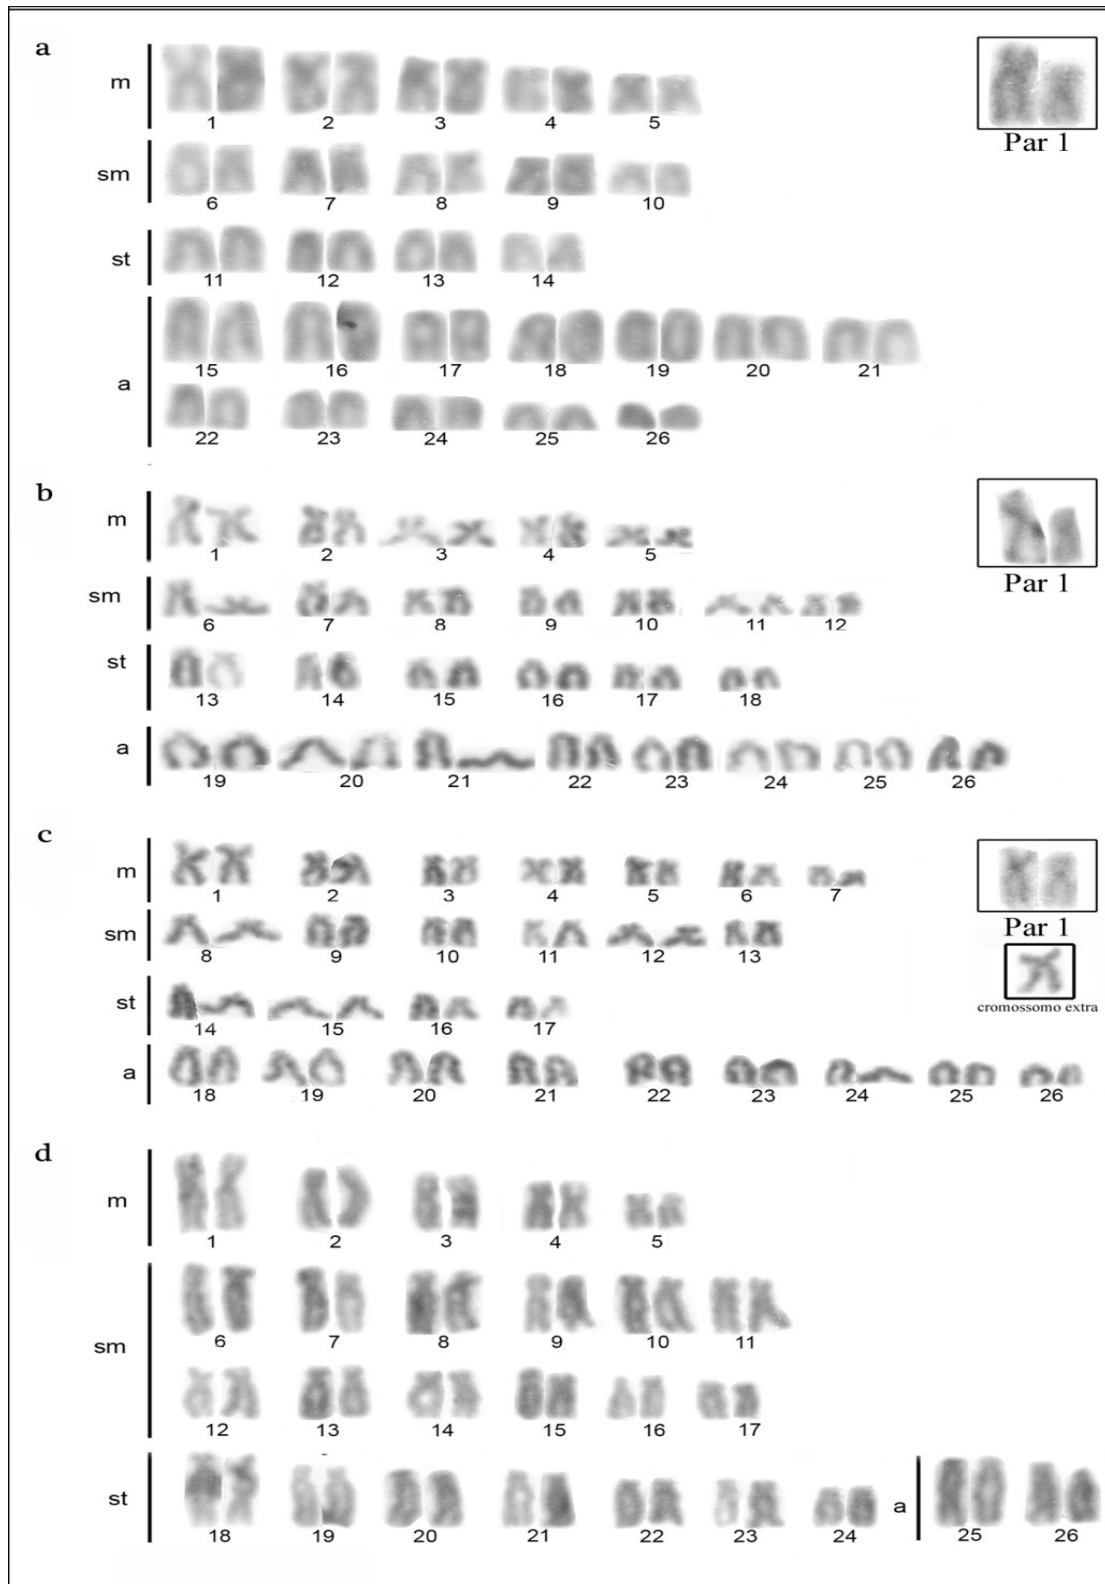 a
m
1 2 3 4 5
Par 1
sm
6 7 8 9 10
st
11 12 13 14
a
15 16 17 18 19 20 21
22 23 24 25 26
b
m
1 2 3 4 5
Par 1
sm
6 7 8 9 10 11 12
st
13 14 15 16 17 18
a
19 20 21 22 23 24 25 26
c
m
1 2 3 4 5 6 7
Par 1
sm
8 9 10 11 12 13
cromossomo extra
st
14 15 16 17
a
18 19 20 21 22 23 24 25 26
d
m
1 2 3 4 5
sm
6 7 8 9 10 11
12 13 14 15 16 17
st
18 19 20 21 22 23 24
a
25 26